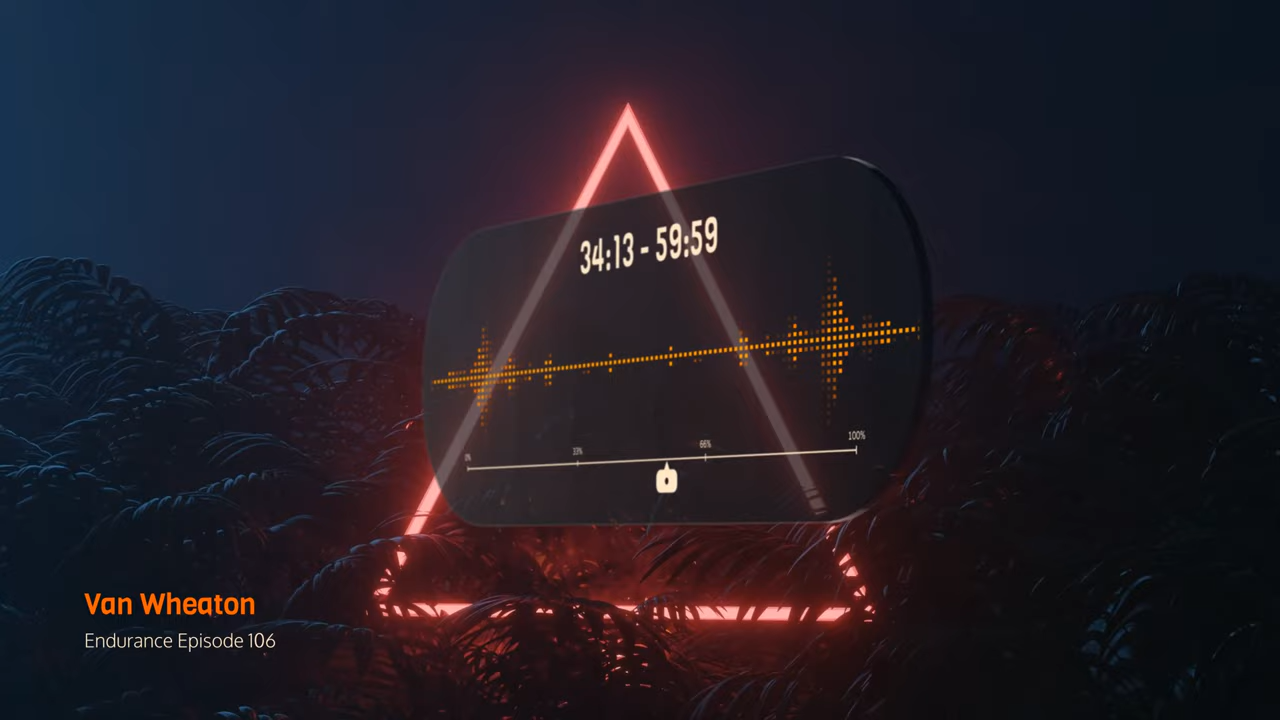 34:13 - 59:59
0% 33% 66% 100%
Van Wheaton
Endurance Episode 106